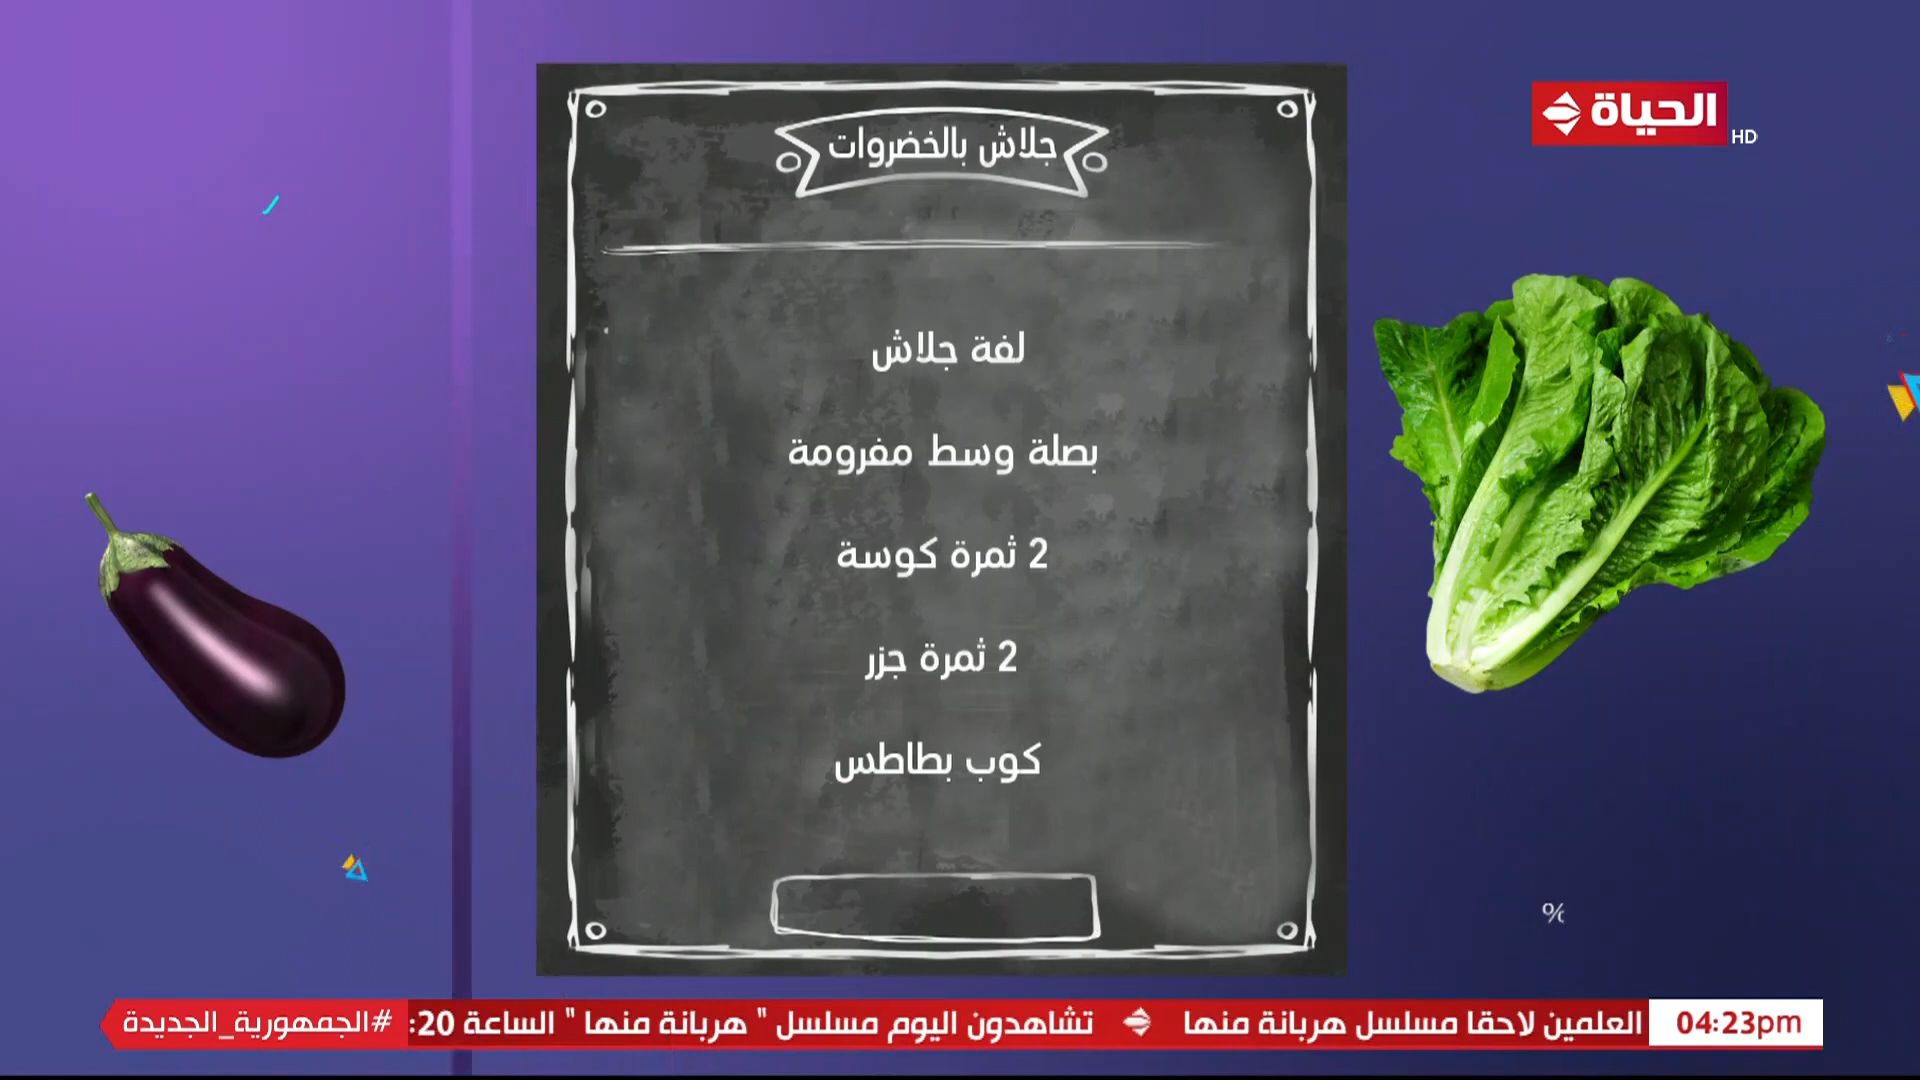 الحياة
HD
جلاش بالخضروات
لفة جلاش
بصلة وسط مفرومة
2 ثمرة كوسة
2 ثمرة جزر
كوب بطاطس
%
04:23pm
العلمين لاحقا مسلسل هربانة منها
تشاهدون اليوم مسلسل " هربانة منها " الساعة 20:
#الجمهورية_الجديدة